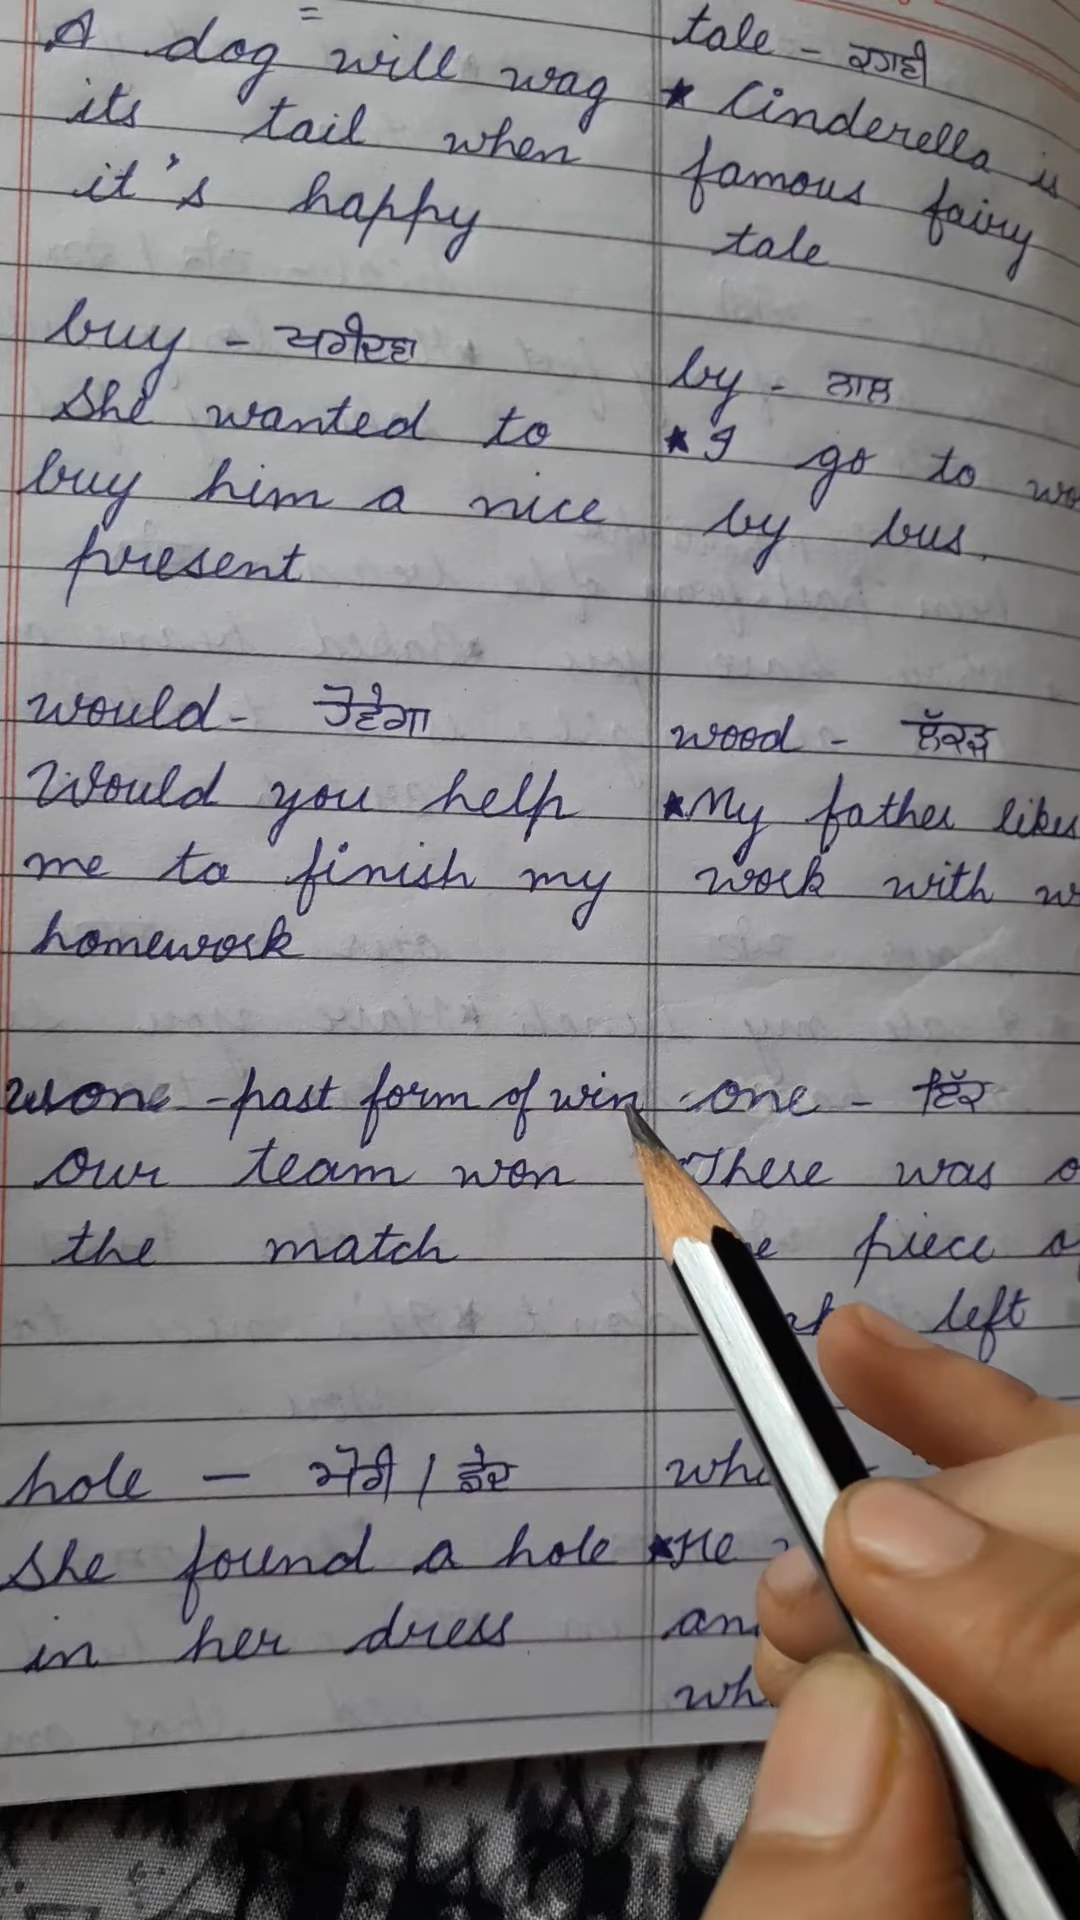 A dog will wag
its tail when
it's happy
tale -
* Cinderella is
famous fairy
tale
buy - ਖਰੀਦਣਾ
She wanted to
buy him a nice
present
by - ਨਾਲ
* I go to
by bus.
would - ਹੋਵੇਗਾ
Would you help
me to finish my
homework
wood - ਲੱਕੜ
* My father likes
work with
wone - past form of win
our team won
the match
one - ਇੱਕ
There was
piece
left
hole - ਮੋਰੀ / ਛੇਦ
She found a hole
in her dress
* He